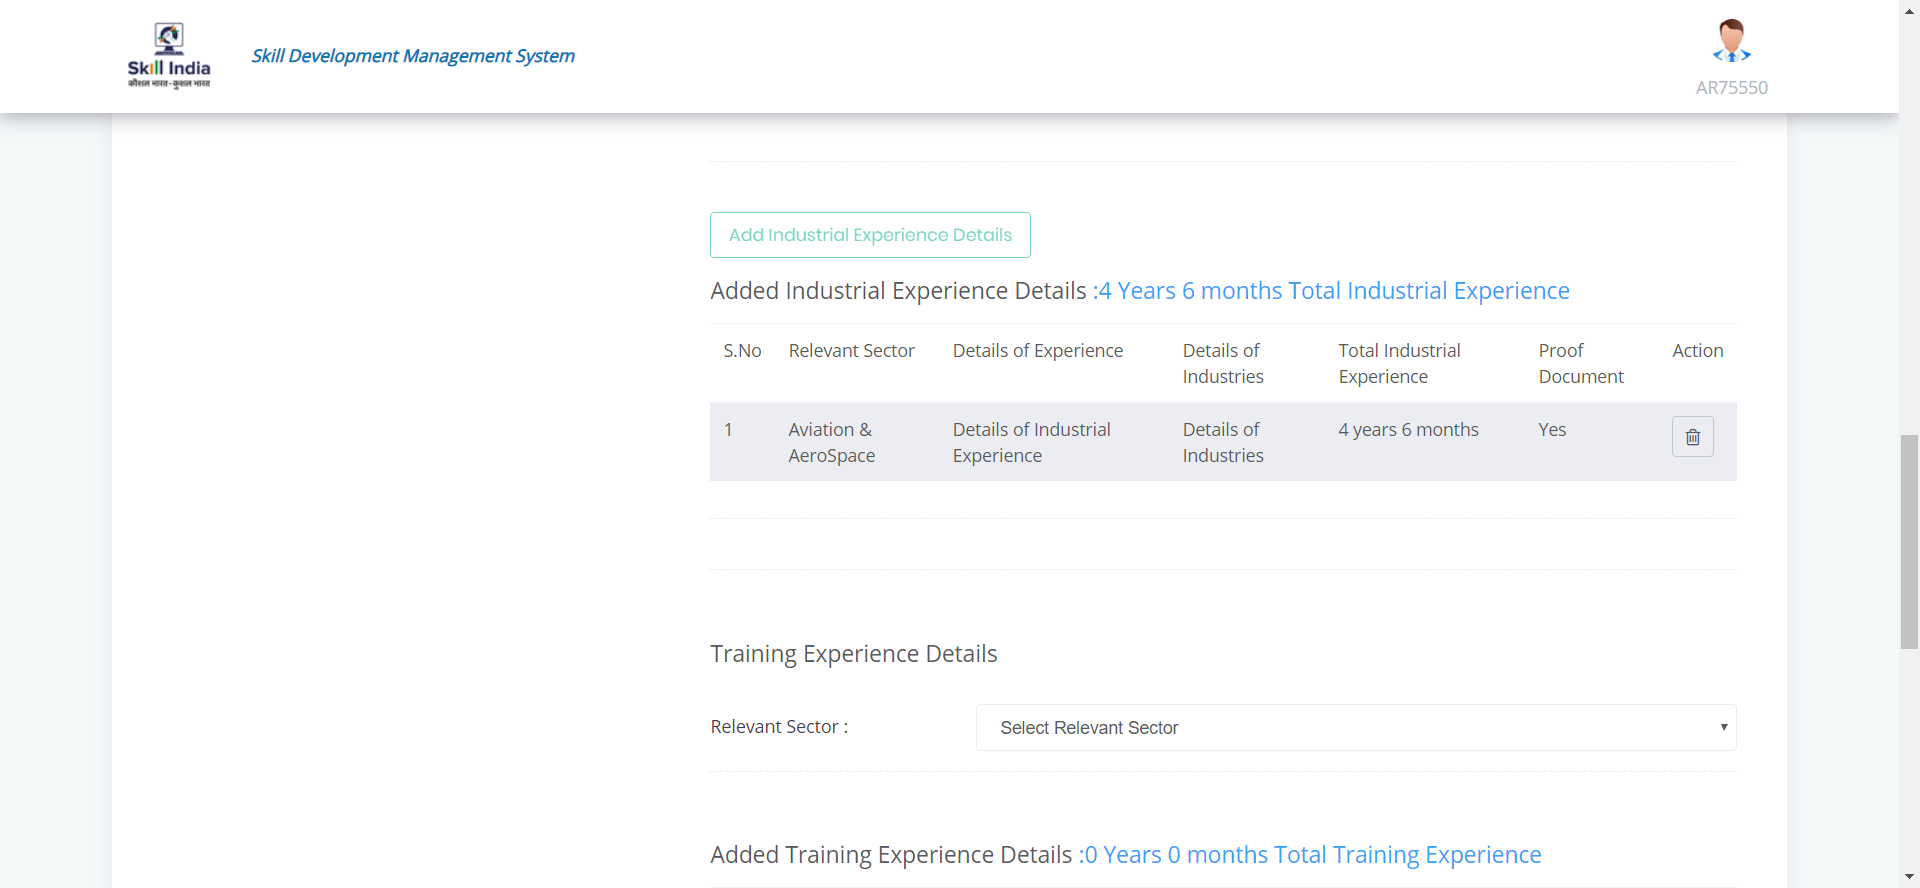 Skill India
कौशल भारत-कुशल भारत
Skill Development Management System
AR75550
Add Industrial Experience Details
Added Industrial Experience Details :4 Years 6 months Total Industrial Experience
S.No Relevant Sector Details of Experience Details of Industries Total Industrial Experience Proof Document Action
1 Aviation & AeroSpace Details of Industrial Experience Details of Industries 4 years 6 months Yes
Training Experience Details
Relevant Sector : Select Relevant Sector
Added Training Experience Details :0 Years 0 months Total Training Experience